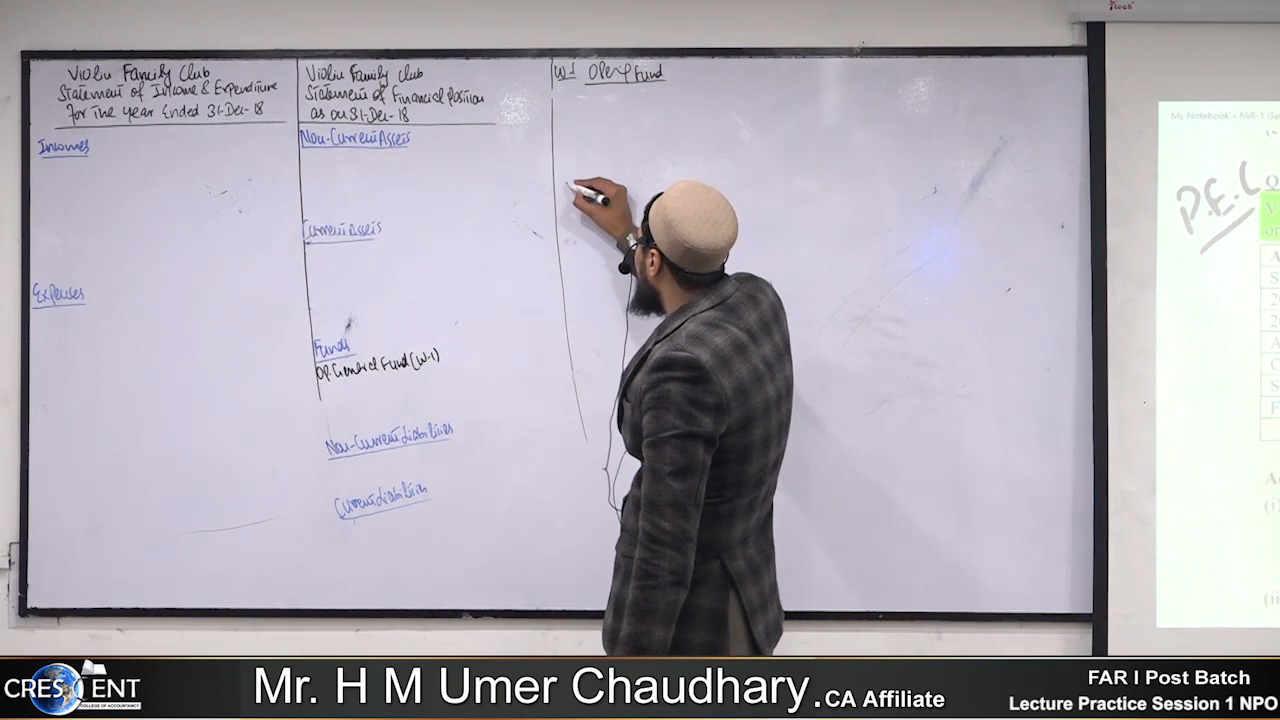 Violin Family Club
Statement of Income & Expenditure
For The Year Ended 31-Dec-18
Incomes
Expenses
Violin Family Club
Statement of Financial Position
as on 31-Dec-18
Non-Current Assets
Current Assets
Funds
OP. General Fund (W-1)
Non-Current Liabilities
Current Liabilities
W-1 Fund
My Notebook
FAR-1
P.E.C
Q
CRESCENT
COLLEGE OF ACCOUNTANCY
Mr. H M Umer Chaudhary .CA Affiliate
FAR I Post Batch
Lecture Practice Session 1 NPO